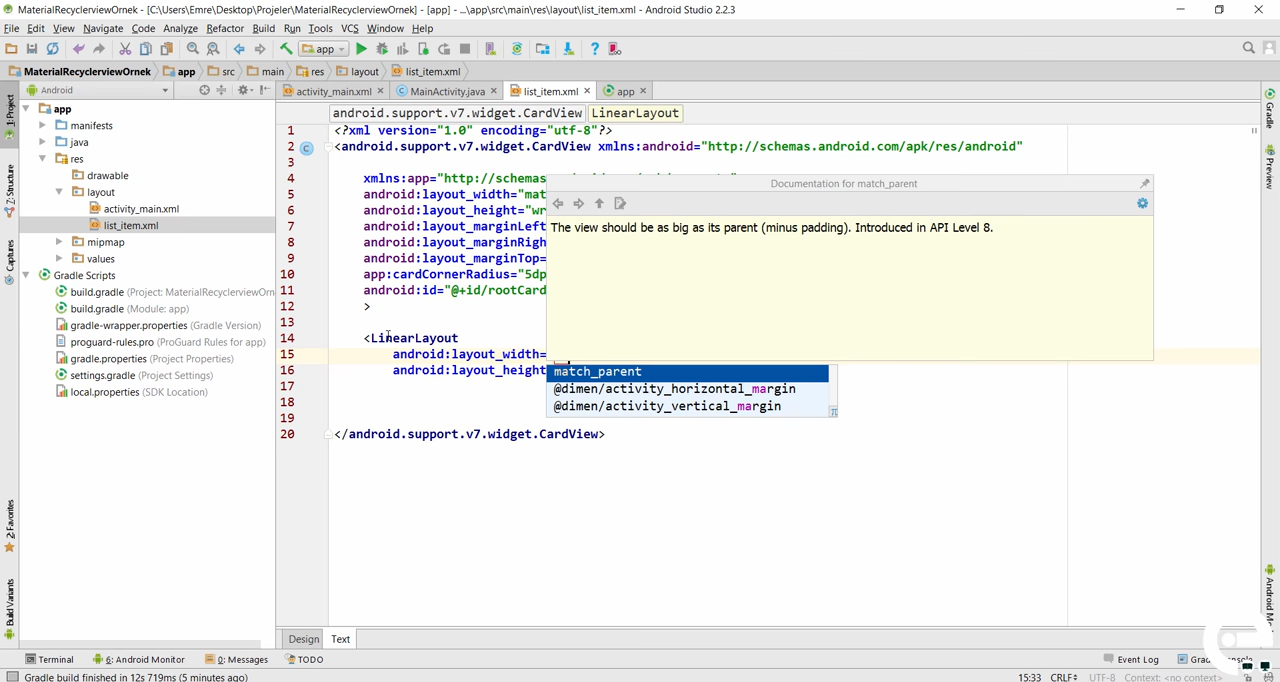 MaterialRecyclerviewOrnek - [C:\Users\Emre\Desktop\Projeler\MaterialRecyclerviewOrnek] - [app] - ...\app\src\main\res\layout\list_item.xml - Android Studio 2.2.3
File Edit View Navigate Code Analyze Refactor Build Run Tools VCS Window Help
app
MaterialRecyclerviewOrnek app src main res layout list_item.xml
Android
activity_main.xml MainActivity.java list_item.xml app
android.support.v7.widget.CardView LinearLayout
1: Project
Z: Structure
Captures
2: Favorites
Build Variants
app
manifests
java
res
drawable
layout
activity_main.xml
list_item.xml
mipmap
values
Gradle Scripts
build.gradle (Project: MaterialRecyclerviewOrn
build.gradle (Module: app)
gradle-wrapper.properties (Gradle Version)
proguard-rules.pro (ProGuard Rules for app)
gradle.properties (Project Properties)
settings.gradle (Project Settings)
local.properties (SDK Location)
1 <?xml version="1.0" encoding="utf-8"?>
2 <android.support.v7.widget.CardView xmlns:android="http://schemas.android.com/apk/res/android"
3
4 xmlns:app="http://schemas
5 android:layout_width="mat
6 android:layout_height="wr
7 android:layout_marginLeft
8 android:layout_marginRigh
9 android:layout_marginTop=
10 app:cardCornerRadius="5dp
11 android:id="@+id/rootCard
12 >
13
14 <LinearLayout
15 android:layout_width=
16 android:layout_height
17
18
19
20 </android.support.v7.widget.CardView>
Documentation for match_parent
The view should be as big as its parent (minus padding). Introduced in API Level 8.
match_parent
@dimen/activity_horizontal_margin
@dimen/activity_vertical_margin
π
Gradle
Preview
Design Text
Terminal 6: Android Monitor 0: Messages TODO
Event Log
Gradle build finished in 12s 719ms (5 minutes ago)
15:33 CRLF UTF-8 Context: <no context>